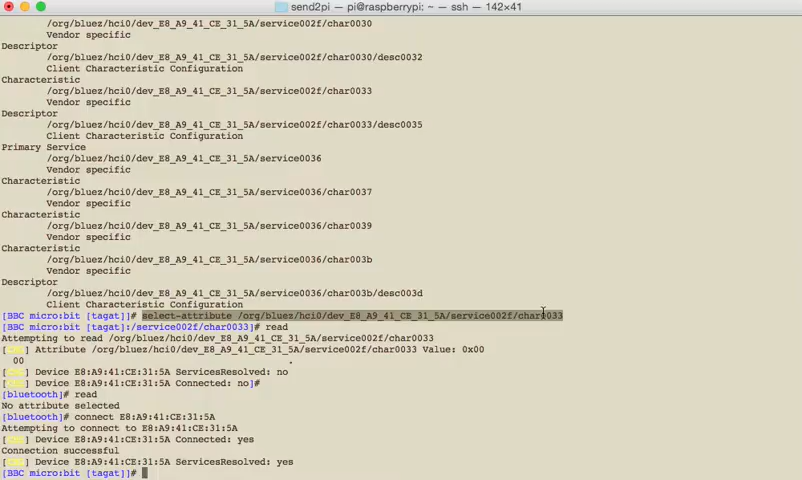 send2pi — pi@raspberrypi: ~ — ssh — 142×41
/org/bluez/hci0/dev_E8_A9_41_CE_31_5A/service002f/char0030
Vendor specific
Descriptor
/org/bluez/hci0/dev_E8_A9_41_CE_31_5A/service002f/char0030/desc0032
Client Characteristic Configuration
Characteristic
/org/bluez/hci0/dev_E8_A9_41_CE_31_5A/service002f/char0033
Vendor specific
Descriptor
/org/bluez/hci0/dev_E8_A9_41_CE_31_5A/service002f/char0033/desc0035
Client Characteristic Configuration
Primary Service
/org/bluez/hci0/dev_E8_A9_41_CE_31_5A/service0036
Vendor specific
Characteristic
/org/bluez/hci0/dev_E8_A9_41_CE_31_5A/service0036/char0037
Vendor specific
Characteristic
/org/bluez/hci0/dev_E8_A9_41_CE_31_5A/service0036/char0039
Vendor specific
Characteristic
/org/bluez/hci0/dev_E8_A9_41_CE_31_5A/service0036/char003b
Vendor specific
Descriptor
/org/bluez/hci0/dev_E8_A9_41_CE_31_5A/service0036/char003b/desc003d
Client Characteristic Configuration
[BBC micro:bit [tagat]]# select-attribute /org/bluez/hci0/dev_E8_A9_41_CE_31_5A/service002f/char0033
[BBC micro:bit [tagat]:/service002f/char0033]# read
Attempting to read /org/bluez/hci0/dev_E8_A9_41_CE_31_5A/service002f/char0033
[] Attribute /org/bluez/hci0/dev_E8_A9_41_CE_31_5A/service002f/char0033 Value: 0x00
00 .
[] Device E8:A9:41:CE:31:5A ServicesResolved: no
[] Device E8:A9:41:CE:31:5A Connected: no]#
[bluetooth]# read
No attribute selected
[bluetooth]# connect E8:A9:41:CE:31:5A
Attempting to connect to E8:A9:41:CE:31:5A
[] Device E8:A9:41:CE:31:5A Connected: yes
Connection successful
[] Device E8:A9:41:CE:31:5A ServicesResolved: yes
[BBC micro:bit [tagat]]#